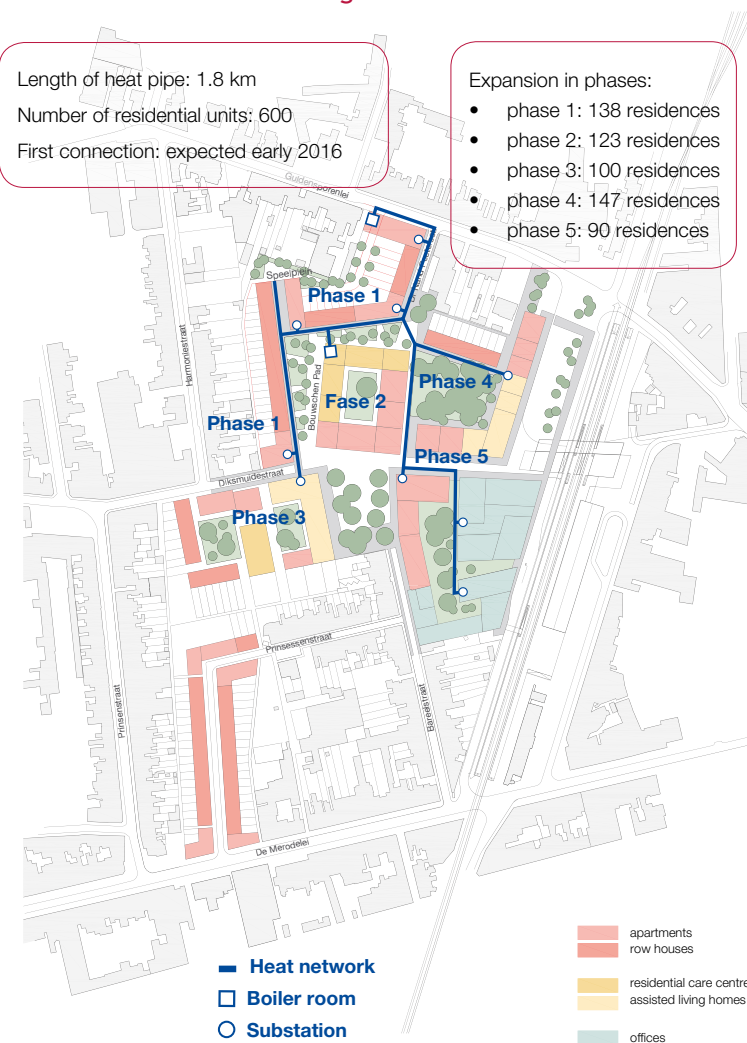 Length of heat pipe: 1.8 km
Number of residential units: 600
First connection: expected early 2016
Expansion in phases:
• phase 1: 138 residences
• phase 2: 123 residences
• phase 3: 100 residences
• phase 4: 147 residences
• phase 5: 90 residences
Guldensporenlei
Speelplein
Phase 1
Harmoniestraat
Bouwschen Pad
Phase 4
Fase 2
Phase 1
Phase 5
Diksmuidestraat
Phase 3
Prinsessenstraat
Prinsenstraat
Bareelstraat
De Merodelei
Heat network
Boiler room
Substation
apartments
row houses
residential care centre
assisted living homes
offices